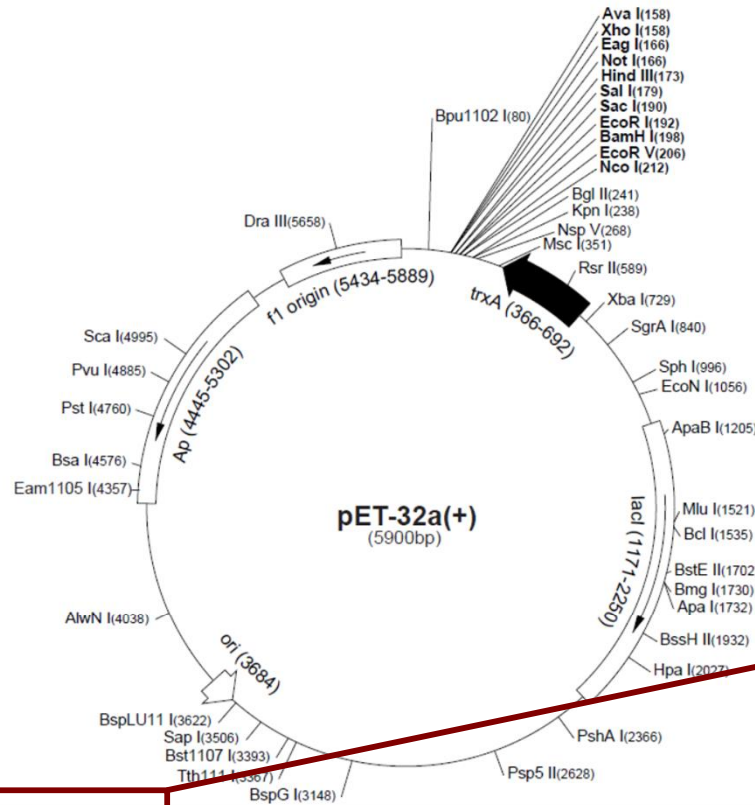 Ava I(158)
Xho I(158)
Eag I(166)
Not I(166)
Hind III(173)
Sal I(179)
Sac I(190)
EcoR I(192)
BamH I(198)
EcoR V(206)
Nco I(212)
Bgl II(241)
Kpn I(238)
Nsp V(268)
Msc I(351)
Rsr II(589)
Xba I(729)
SgrA I(840)
Sph I(996)
EcoN I(1056)
ApaB I(1205)
Mlu I(1521)
Bcl I(1535)
BstE II(1702
Bmg I(1730)
Apa I(1732)
BssH II(1932)
Hpa I(2027)
PshA I(2366)
Psp5 II(2628)
BspG I(3148)
Tth111 I(3367)
Bst1107 I(3393)
Sap I(3506)
BspLU11 I(3622)
AlwN I(4038)
Eam1105 I(4357)
Bsa I(4576)
Pst I(4760)
Pvu I(4885)
Sca I(4995)
Dra III(5658)
Bpu1102 I(80)
f1 origin (5434-5889)
trxA (366-692)
Ap (4445-5302)
lacI (1171-2250)
ori (3684)
pET-32a(+)
(5900bp)